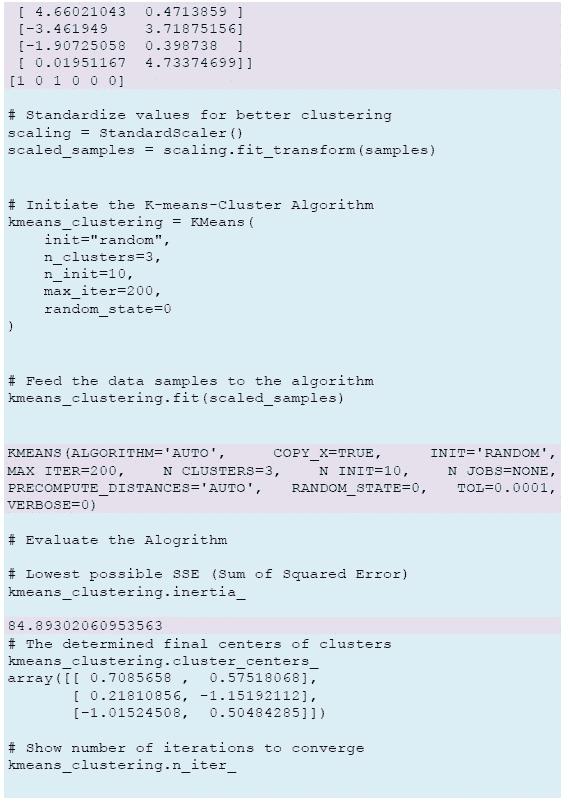 [ 4.66021043 0.4713859 ]
[-3.461949 3.71875156]
[-1.90725058 0.398738 ]
[ 0.01951167 4.73374699]]
[1 0 1 0 0 0]
# Standardize values for better clustering
scaling = StandardScaler()
scaled_samples = scaling.fit_transform(samples)
# Initiate the K-means-Cluster Algorithm
kmeans_clustering = KMeans(
init="random",
n_clusters=3,
n_init=10,
max_iter=200,
random_state=0
)
# Feed the data samples to the algorithm
kmeans_clustering.fit(scaled_samples)
KMEANS(ALGORITHM='AUTO', COPY_X=TRUE, INIT='RANDOM',
MAX ITER=200, N CLUSTERS=3, N INIT=10, N JOBS=NONE,
PRECOMPUTE_DISTANCES='AUTO', RANDOM_STATE=0, TOL=0.0001,
VERBOSE=0)
# Evaluate the Alogrithm
# Lowest possible SSE (Sum of Squared Error)
kmeans_clustering.inertia_
84.89302060953563
# The determined final centers of clusters
kmeans_clustering.cluster_centers_
array([[ 0.7085658 , 0.57518068],
[ 0.21810856, -1.15192112],
[-1.01524508, 0.50484285]])
# Show number of iterations to converge
kmeans_clustering.n_iter_